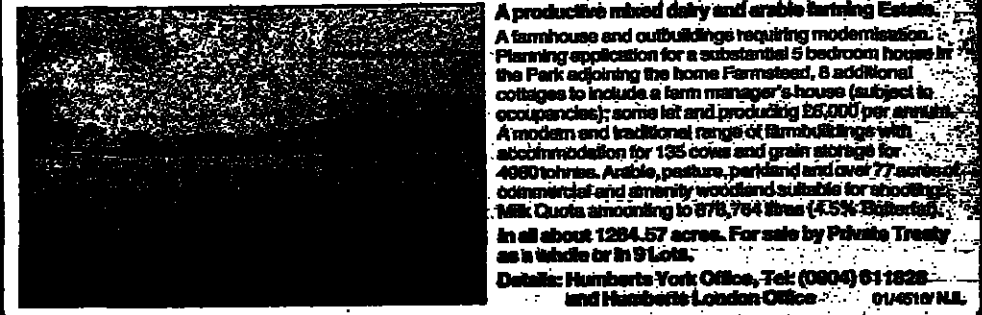 A productive mixed dairy and arable farming Estate.
A farmhouse and outbuildings requiring modernisation.
Planning application for a substantial 5 bedroom house in
the Park adjoining the home Farmstead, 8 additional
cottages to include a farm manager's house (subject to
occupancies); some let and producing £6,000 per annum.
A modern and traditional range of farmbuildings with
accommodation for 135 cows and grain storage for
tonnes. Arable, pasture, parkland and over 77 acres of
commercial and amenity woodland suitable for shooting.
Milk Quota amounting to litres (4.5% Butterfat).
In all about 1264.57 acres. For sale by Private Treaty
as a whole or in 9 Lots.
Details: Humberts York Office, Tel: (0904) 611828
and Humberts London Office